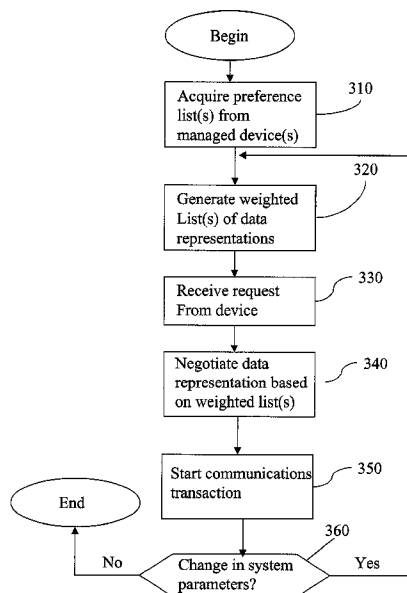 Begin
310
Acquire preference
list(s) from
managed device(s)
320
Generate weighted
List(s) of data
representations
330
Receive request
From device
Negotiate data
representation based
on weighted list(s)
340
350
Start communications
transaction
End
360
No
Change in system
parameters?
Yes